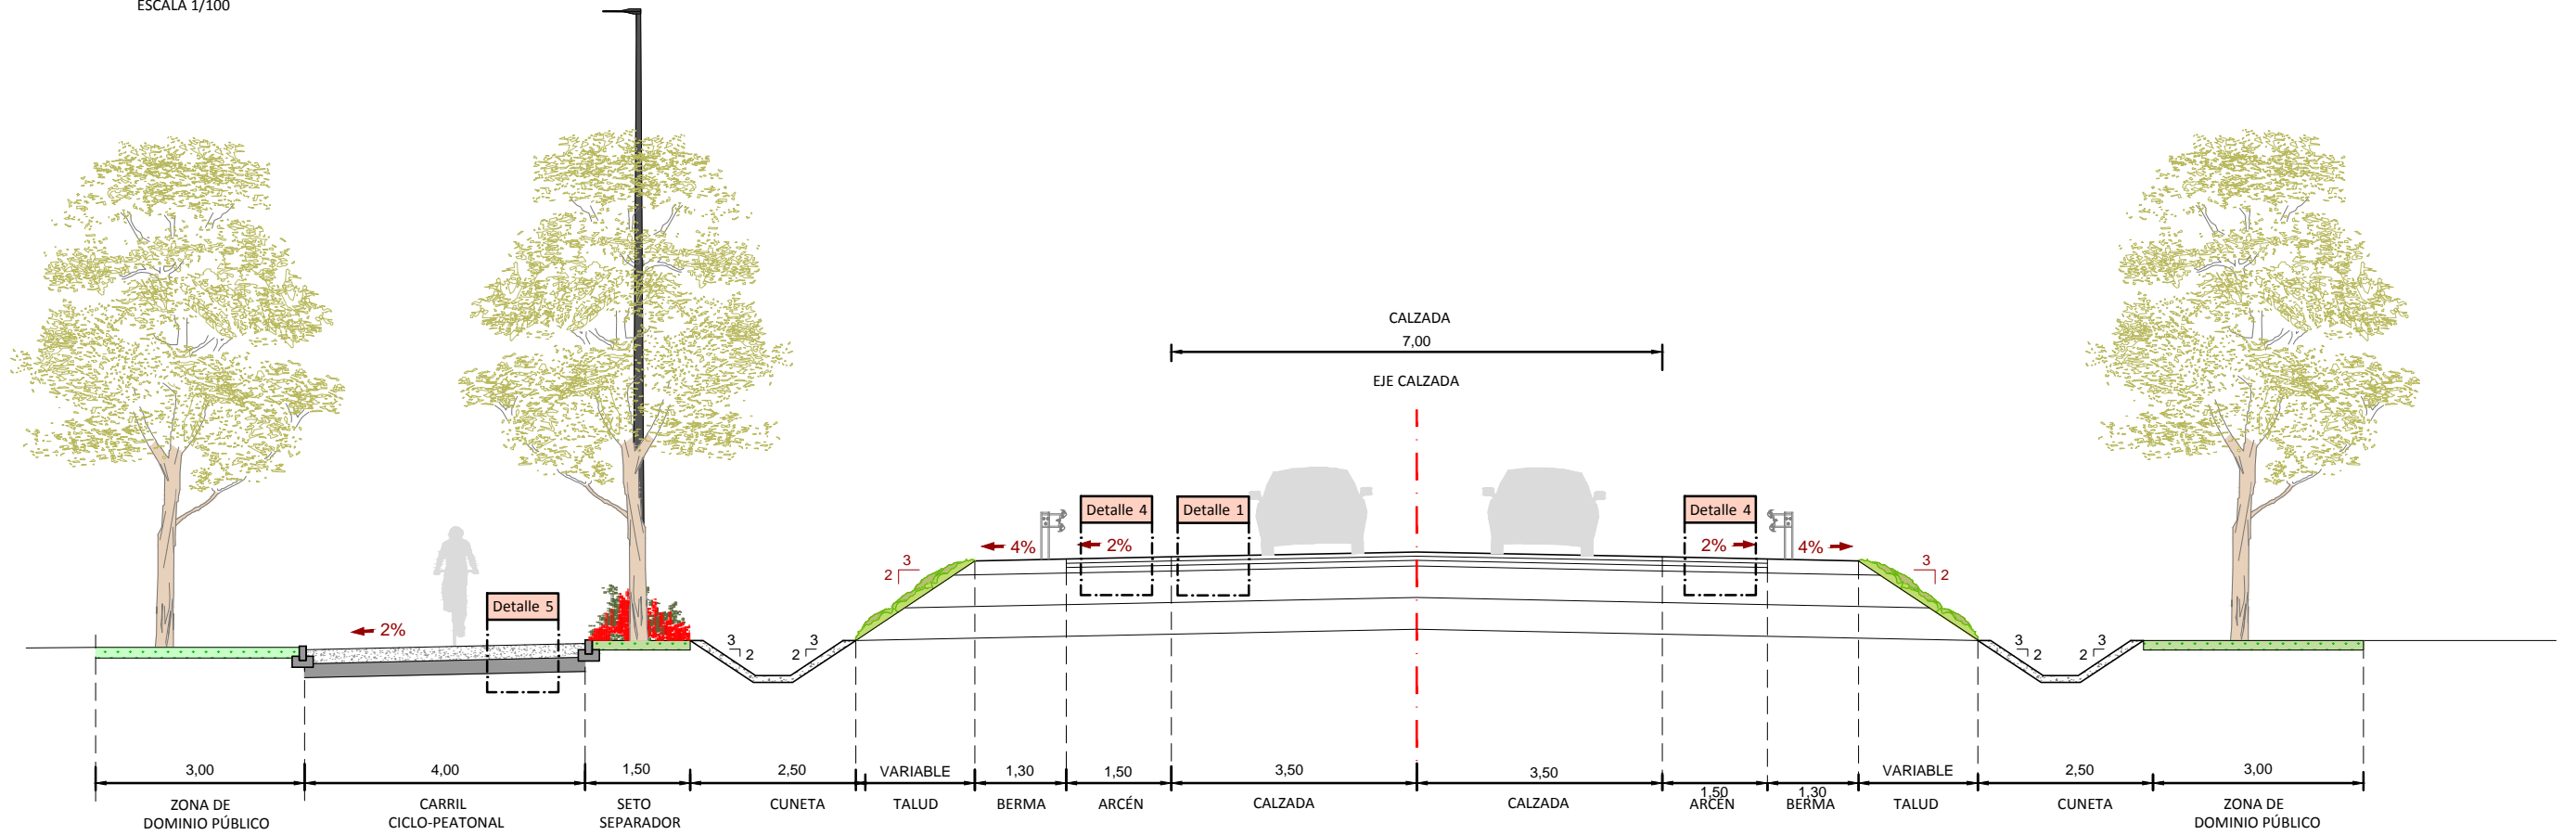 ESCALA 1/100
CALZADA
7,00
EJE CALZADA
Detalle 4
Detalle 1
Detalle 4
4%
2%
2%
4%
3
2
3
2
Detalle 5
2%
3
2
3
2
3
2
3
2
3,00
4,00
1,50
2,50
VARIABLE
1,30
1,50
3,50
3,50
1,50
1,30
VARIABLE
2,50
3,00
ZONA DE
DOMINIO PÚBLICO
CARRIL
CICLO-PEATONAL
SETO
SEPARADOR
CUNETA
TALUD
BERMA
ARCÉN
CALZADA
CALZADA
ARCÉN
BERMA
TALUD
CUNETA
ZONA DE
DOMINIO PÚBLICO